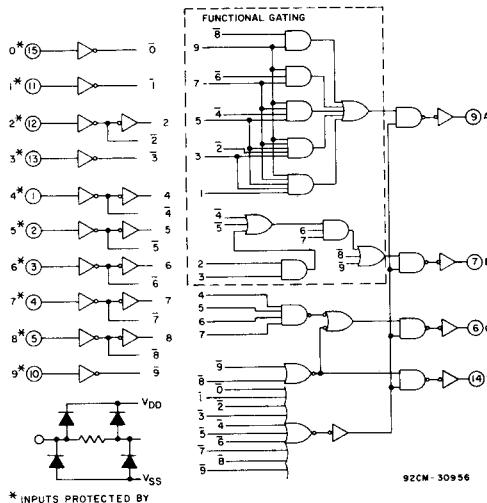 FUNCTIONAL GATING
0* 15 0̅
1* 11 1̅
2* 12 2 2̅
3* 13 3̅
4* 1 4 4̅
5* 2 5 5̅
6* 3 6 6̅
7* 4 7 7̅
8* 5 8 8̅
9* 10 9̅
8̅
9
6̅
7
4̅
5
2̅
3
1
9 A
4̅
5̅
6
7
8̅
9̅
2
3
7
4
5
6
7
6
9̅
8̅
14
0̅
1̅
2̅
3̅
4̅
5̅
6̅
7̅
8̅
9̅
VDD
VSS
92CM-30956
* INPUTS PROTECTED BY